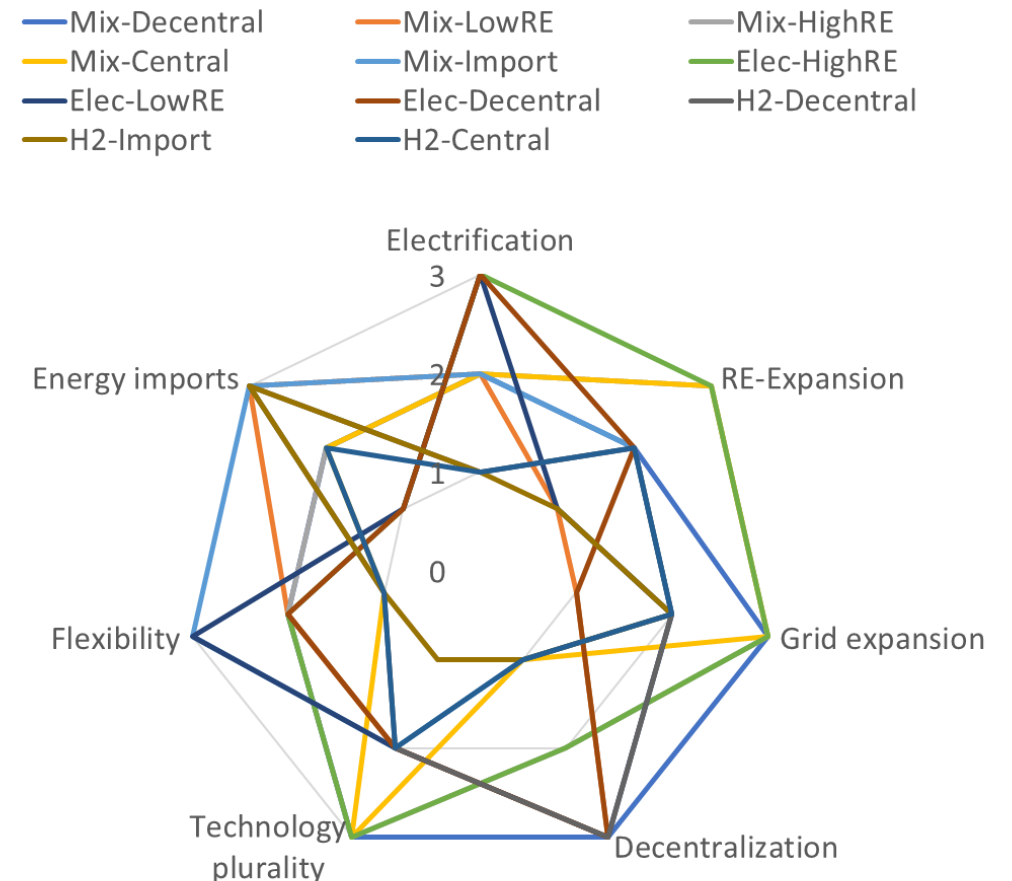 Mix-Decentral Mix-LowRE Mix-HighRE
Mix-Central Mix-Import Elec-HighRE
Elec-LowRE Elec-Decentral H2-Decentral
H2-Import H2-Central
Electrification
3
Energy imports 2 RE-Expansion
1
0
Flexibility Grid expansion
Technology
plurality
Decentralization